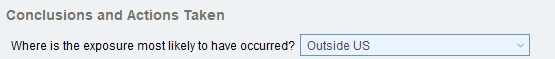 Conclusions and Actions Taken
Where is the exposure most likely to have occurred? Outside US